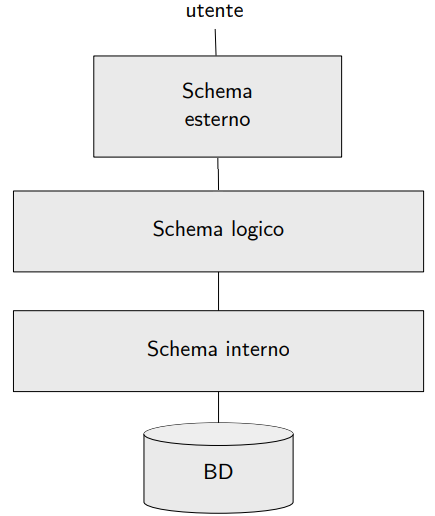 utente
Schema
esterno
Schema logico
Schema interno
BD